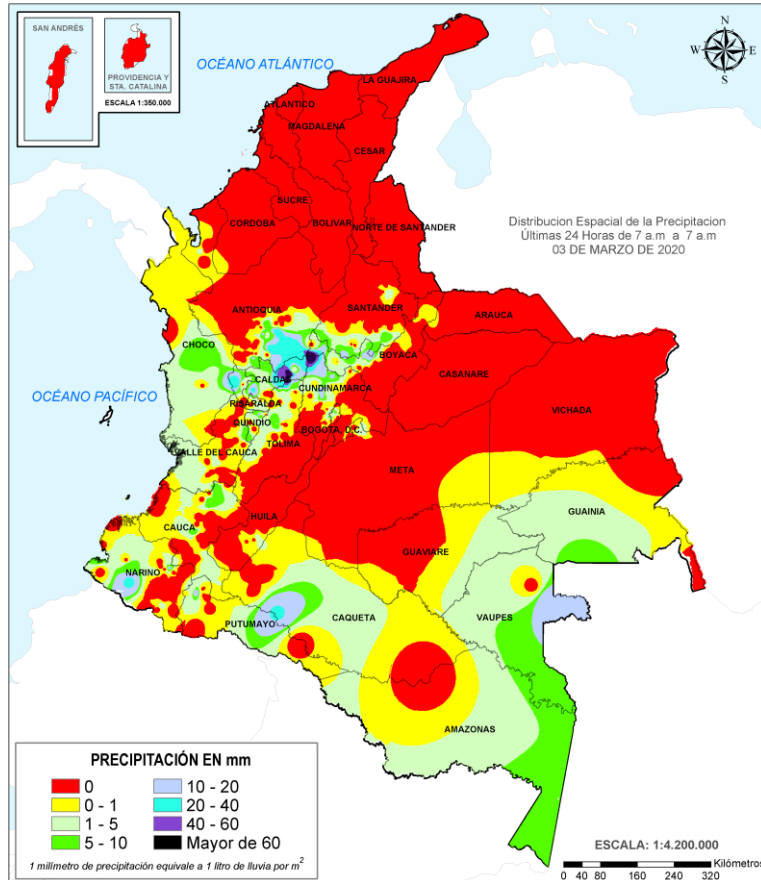 SAN ANDRÉS
PROVIDENCIA Y
STA. CATALINA
ESCALA 1:350.000
N
W
E
S
OCÉANO ATLÁNTICO
LA GUAJIRA
ATLANTICO
MAGDALENA
CESAR
SUCRE
CORDOBA
BOLIVAR
NORTE DE SANTANDER
Distribucion Espacial de la Precipitacion
Últimas 24 Horas de 7 a.m a 7 a.m
03 DE MARZO DE 2020
ANTIOQUIA
SANTANDER
ARAUCA
CHOCO
BOYACA
CASANARE
CALDAS
CUNDINAMARCA
OCÉANO PACÍFICO
RISARALDA
VICHADA
QUINDIO
BOGOTA, D.C.
TOLIMA
VALLE DEL CAUCA
META
GUAINIA
HUILA
CAUCA
GUAVIARE
NARINO
CAQUETA
VAUPES
PUTUMAYO
AMAZONAS
PRECIPITACIÓN EN mm
0
10 - 20
0 - 1
20 - 40
1 - 5
40 - 60
5 - 10
Mayor de 60
1 milímetro de precipitación equivale a 1 litro de lluvia por m²
ESCALA: 1:4.200.000
Kilómetros
0 40 80 160 240 320